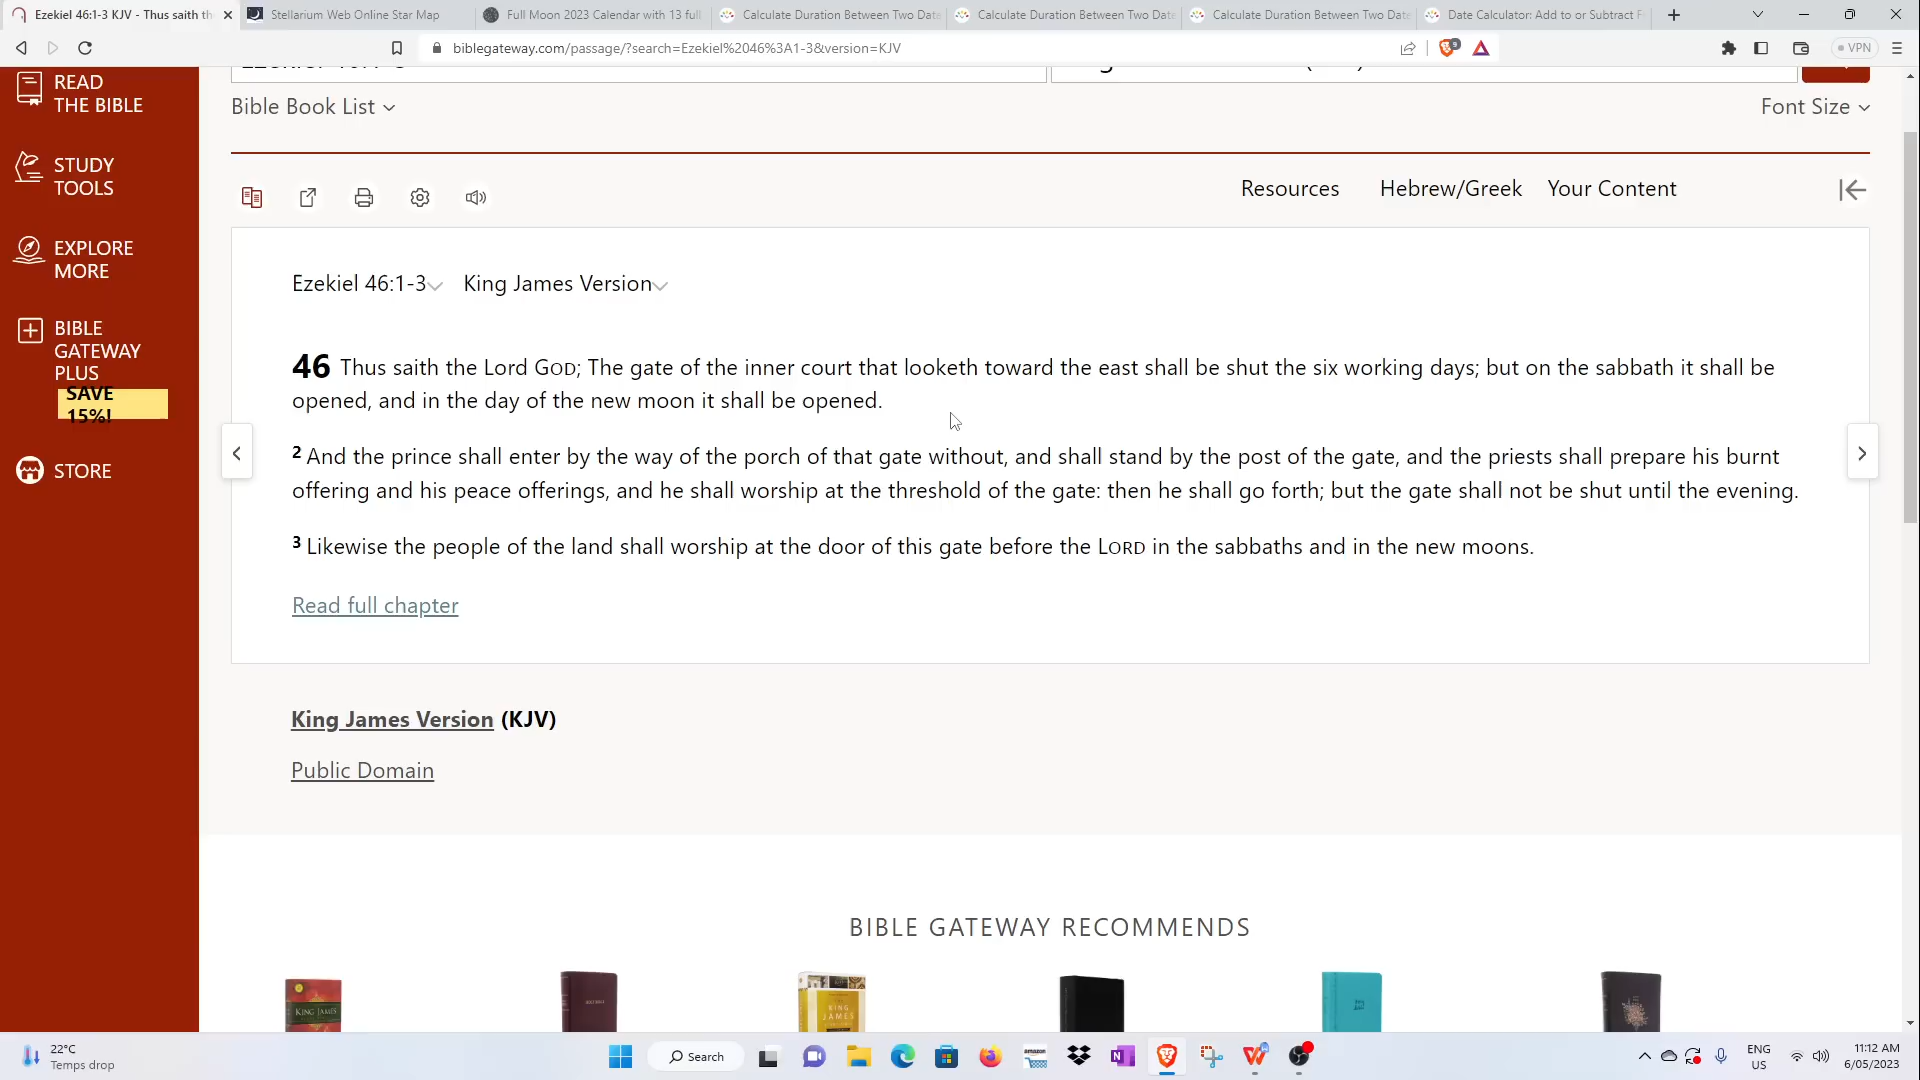 Ezekiel 46:1-3 KJV - Thus saith th
Stellarium Web Online Star Map
Full Moon 2023 Calendar with 13 full
Calculate Duration Between Two Date
Calculate Duration Between Two Date
Calculate Duration Between Two Date
Date Calculator: Add to or Subtract F
biblegateway.com/passage/?search=Ezekiel%2046%3A1-3&version=KJV
VPN
READ
THE BIBLE
STUDY
TOOLS
EXPLORE
MORE
BIBLE
GATEWAY
PLUS
SAVE
15%!
STORE
Bible Book List
Font Size
Resources
Hebrew/Greek
Your Content
Ezekiel 46:1-3
King James Version
46 Thus saith the Lord GOD; The gate of the inner court that looketh toward the east shall be shut the six working days; but on the sabbath it shall be
opened, and in the day of the new moon it shall be opened.
2 And the prince shall enter by the way of the porch of that gate without, and shall stand by the post of the gate, and the priests shall prepare his burnt
offering and his peace offerings, and he shall worship at the threshold of the gate: then he shall go forth; but the gate shall not be shut until the evening.
3 Likewise the people of the land shall worship at the door of this gate before the LORD in the sabbaths and in the new moons.
Read full chapter
King James Version (KJV)
Public Domain
BIBLE GATEWAY RECOMMENDS
KING JAMES
HOLY BIBLE
KING
JAMES
22°C
Temps drop
Search
amazon
ENG
US
11:12 AM
6/05/2023